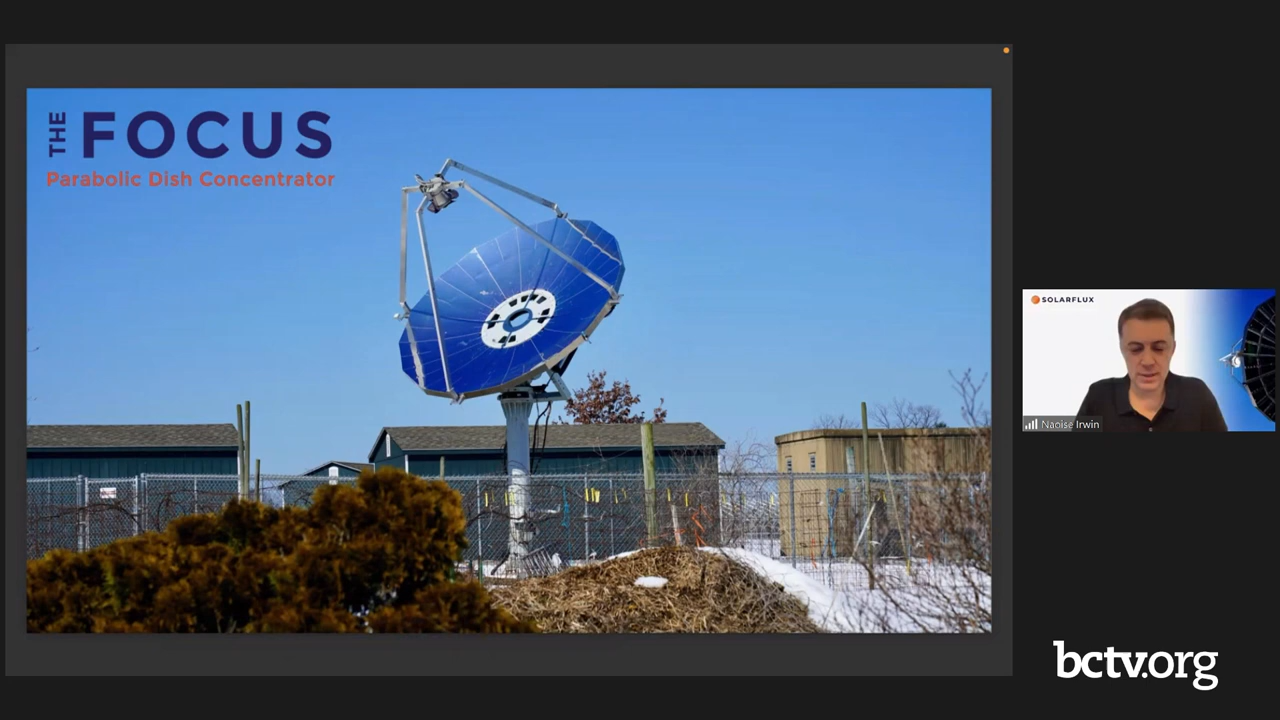 THE FOCUS
Parabolic Dish Concentrator
SOLARFLUX
Naoise Irwin
bctv.org